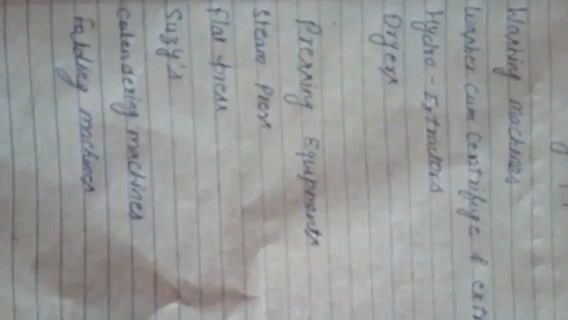 Washing machines
Washer cum centrifuge & extr
Hydro-Extractors
Dryers
Pressing Equipments
Steam Press
flat press
Suzy's
calendering machines
Folding machines